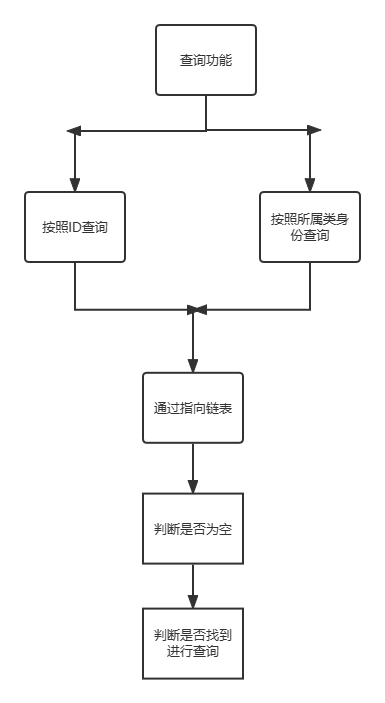 查询功能
按照ID查询
按照所属类身
份查询
通过指向链表
判断是否为空
判断是否找到
进行查询